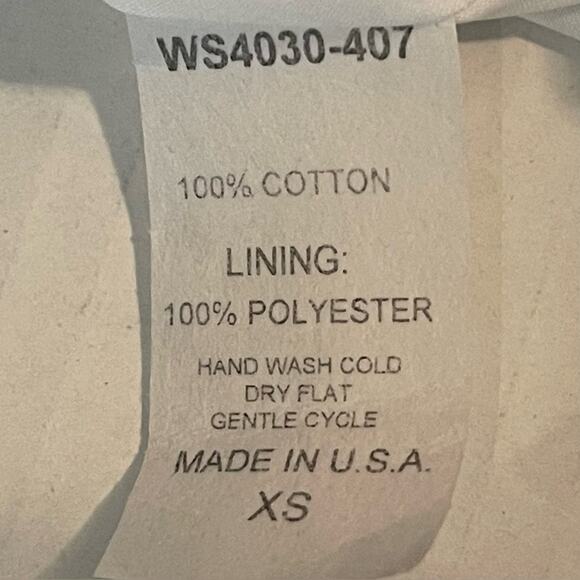 WS4030-407
100% COTTON
LINING:
100% POLYESTER
HAND WASH COLD
DRY FLAT
GENTLE CYCLE
MADE IN U.S.A.
XS